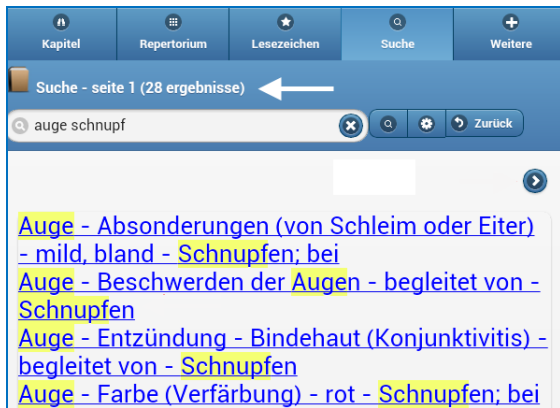 Kapitel Repertorium Lesezeichen Suche Weitere
Suche - seite 1 (28 ergebnisse)
auge schnupf Zurück
Auge - Absonderungen (von Schleim oder Eiter)
- mild, bland - Schnupfen; bei
Auge - Beschwerden der Augen - begleitet von -
Schnupfen
Auge - Entzündung - Bindehaut (Konjunktivitis) -
begleitet von - Schnupfen
Auge - Farbe (Verfärbung) - rot - Schnupfen; bei